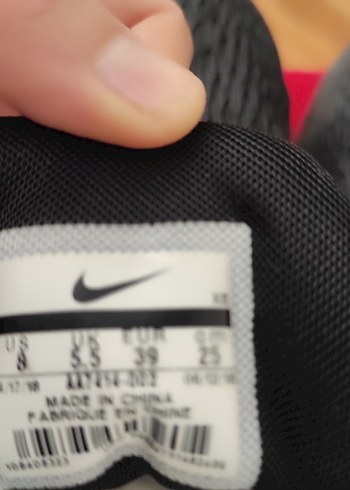 US UK EUR cm
8 5.5 39 25
AA7414-002
MADE IN CHINA
FABRIQUE EN CHINE